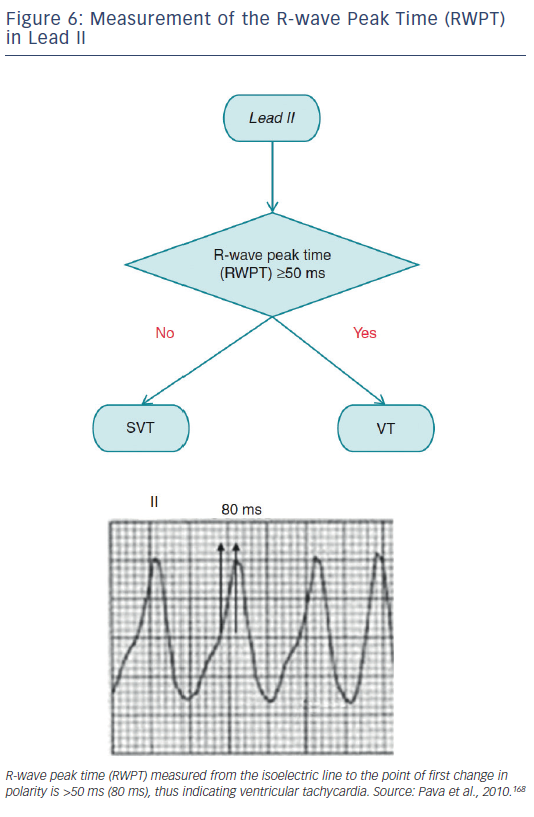 Figure 6: Measurement of the R-wave Peak Time (RWPT)
in Lead II
Lead II
R-wave peak time
(RWPT) ≥50 ms
No
Yes
SVT
VT
II
80 ms
R-wave peak time (RWPT) measured from the isoelectric line to the point of first change in
polarity is >50 ms (80 ms), thus indicating ventricular tachycardia. Source: Pava et al., 2010.¹⁶⁸